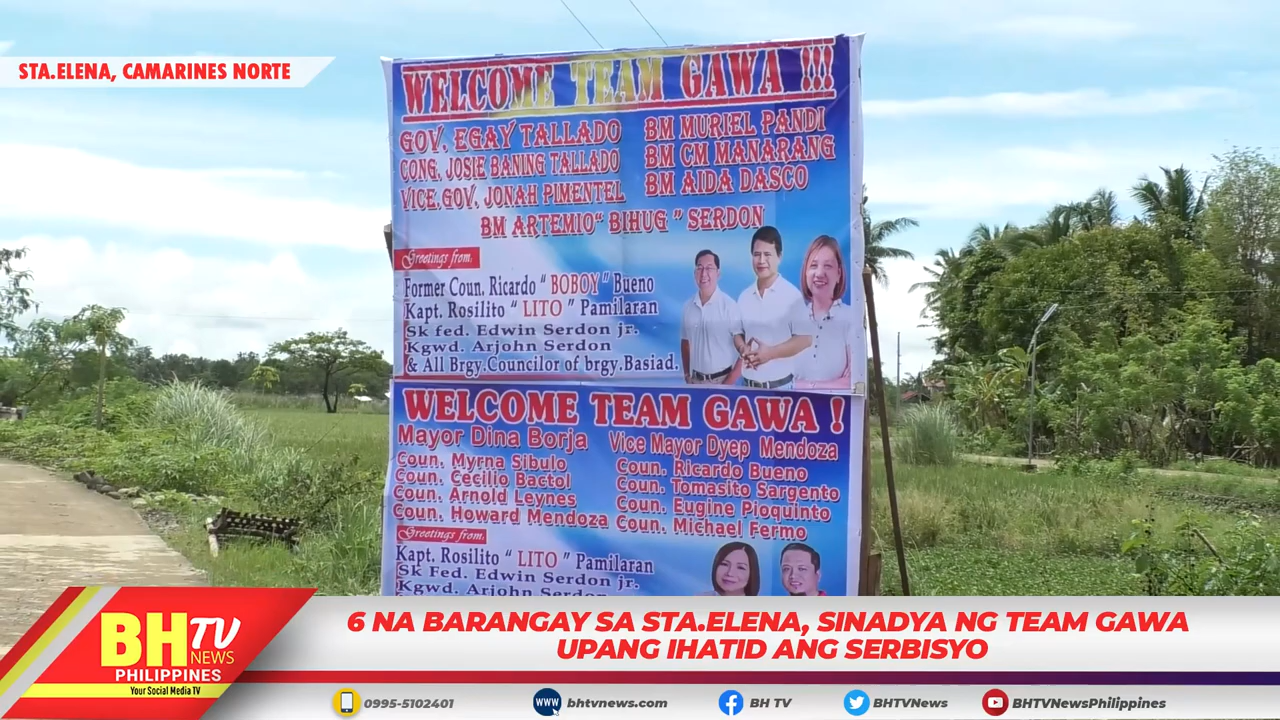 STA.ELENA, CAMARINES NORTE
WELCOME TEAM GAWA !!!
GOV. EGAY TALLADO
CONG. JOSIE BANING TALLADO
VICE.GOV. JONAH PIMENTEL
BM MURIEL PANDI
BM CM MANARANG
BM AIDA DASCO
BM ARTEMIO“ BIHUG ” SERDON
Greetings from:
Former Coun. Ricardo “ BOBOY ” Bueno
Kapt. Rosilito “ LITO ” Pamilaran
Sk fed. Edwin Serdon jr.
Kgwd. Arjohn Serdon
& All Brgy.Councilor of brgy.Basiad.
WELCOME TEAM GAWA !
Mayor Dina Borja
Coun. Myrna Sibulo
Coun. Cecilio Bactol
Coun. Arnold Leynes
Coun. Howard Mendoza
Vice Mayor Dyep Mendoza
Coun. Ricardo Bueno
Coun. Tomasito Sargento
Coun. Eugine Pioquinto
Coun. Michael Fermo
Greetings from:
Kapt. Rosilito “ LITO ” Pamilaran
Sk Fed. Edwin Serdon jr.
Kgwd. Arjohn Serdon
BHTV
NEWS
PHILIPPINES
Your Social Media TV
6 NA BARANGAY SA STA.ELENA, SINADYA NG TEAM GAWA
UPANG IHATID ANG SERBISYO
0995-5102401
WWW bhtvnews.com
BH TV
BHTVNews
BHTVNewsPhilippines